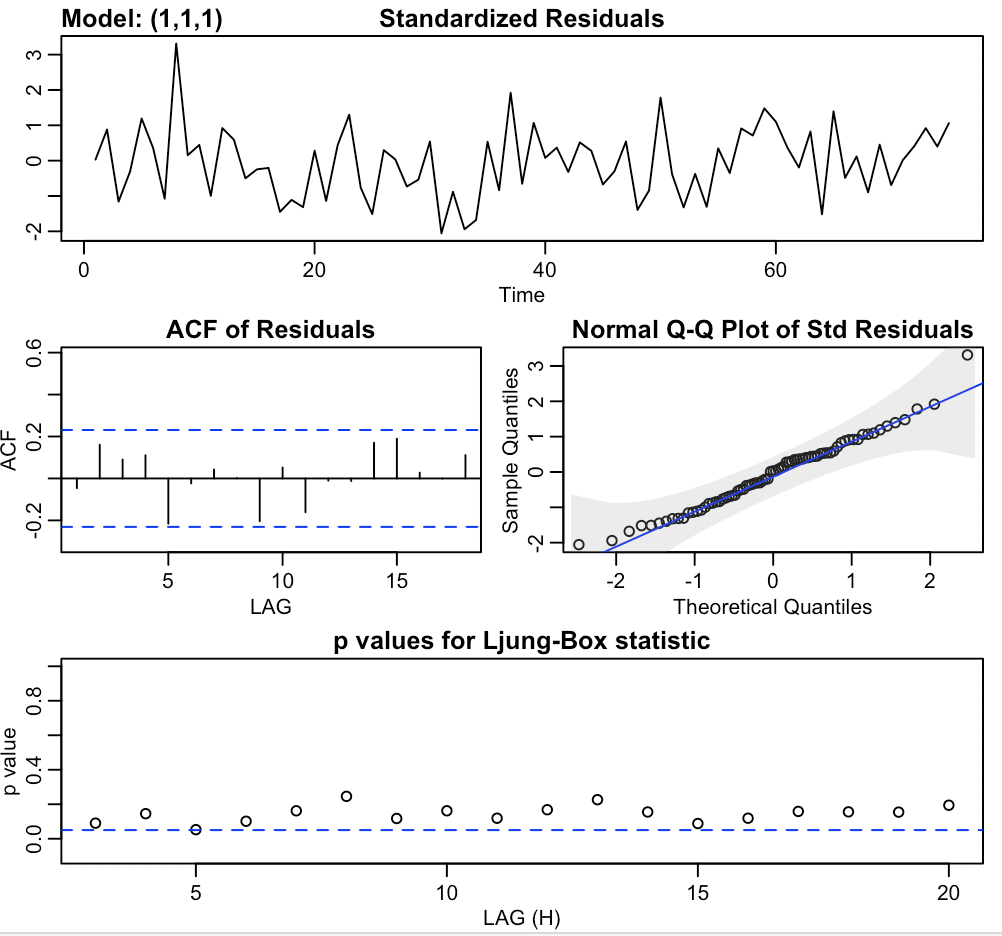 Model: (1,1,1) Standardized Residuals
3
2
1
0
-2
0 20 40 60
Time
ACF of Residuals
ACF
0.6
0.2
-0.2
5 10 15
LAG
Normal Q-Q Plot of Std Residuals
Sample Quantiles
3
2
1
0
-2
-2 -1 0 1 2
Theoretical Quantiles
p values for Ljung-Box statistic
p value
0.8
0.4
0.0
5 10 15 20
LAG (H)